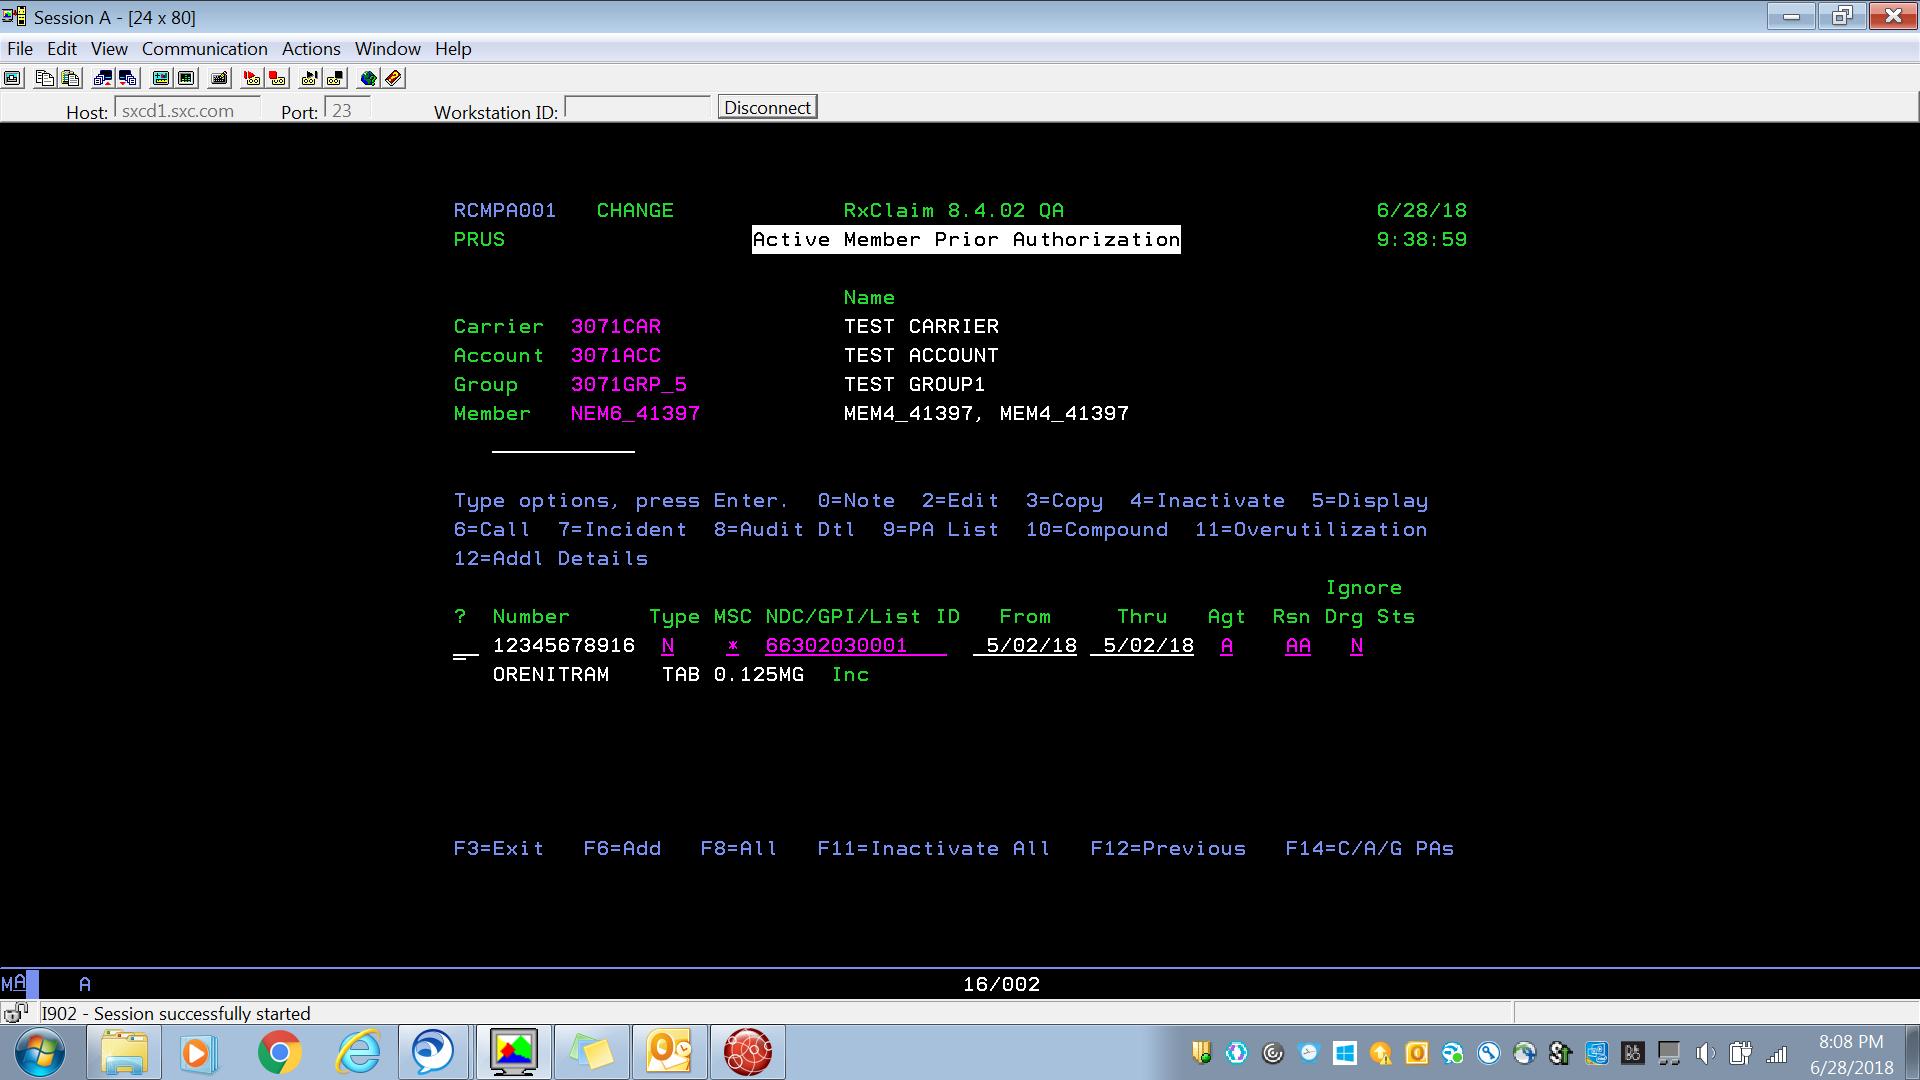 Session A - [24 x 80]
File Edit View Communication Actions Window Help
Host: sxcd1.sxc.com Port: 23 Workstation ID: Disconnect
RCMPA001 CHANGE RxClaim 8.4.02 QA 6/28/18
PRUS Active Member Prior Authorization 9:38:59
Name
Carrier 3071CAR TEST CARRIER
Account 3071ACC TEST ACCOUNT
Group 3071GRP_5 TEST GROUP1
Member NEM6_41397 MEM4_41397, MEM4_41397
Type options, press Enter. 0=Note 2=Edit 3=Copy 4=Inactivate 5=Display
6=Call 7=Incident 8=Audit Dtl 9=PA List 10=Compound 11=Overutilization
12=Addl Details
Ignore
? Number Type MSC NDC/GPI/List ID From Thru Agt Rsn Drg Sts
12345678916 N * 66302030001 5/02/18 5/02/18 A AA N
ORENITRAM TAB 0.125MG Inc
F3=Exit F6=Add F8=All F11=Inactivate All F12=Previous F14=C/A/G PAs
MA A 16/002
I902 - Session successfully started
8:08 PM
6/28/2018